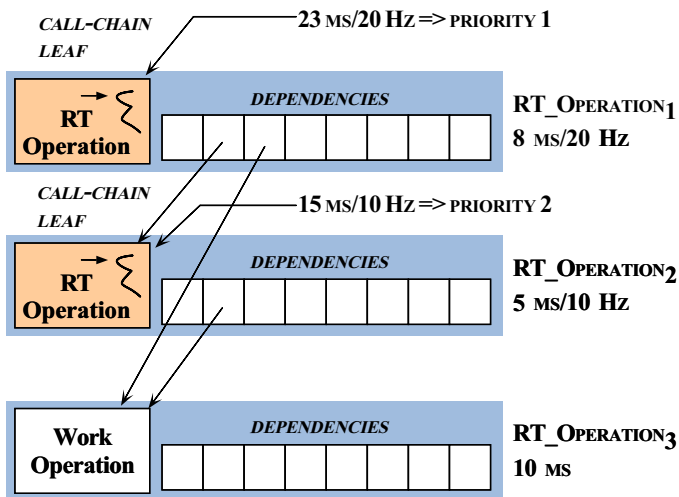 23 MS/20 HZ => PRIORITY 1
CALL-CHAIN
LEAF
RT
Operation
DEPENDENCIES
RT_OPERATION1
8 MS/20 HZ
CALL-CHAIN
LEAF
15 MS/10 HZ => PRIORITY 2
RT
Operation
DEPENDENCIES
RT_OPERATION2
5 MS/10 HZ
Work
Operation
DEPENDENCIES
RT_OPERATION3
10 MS